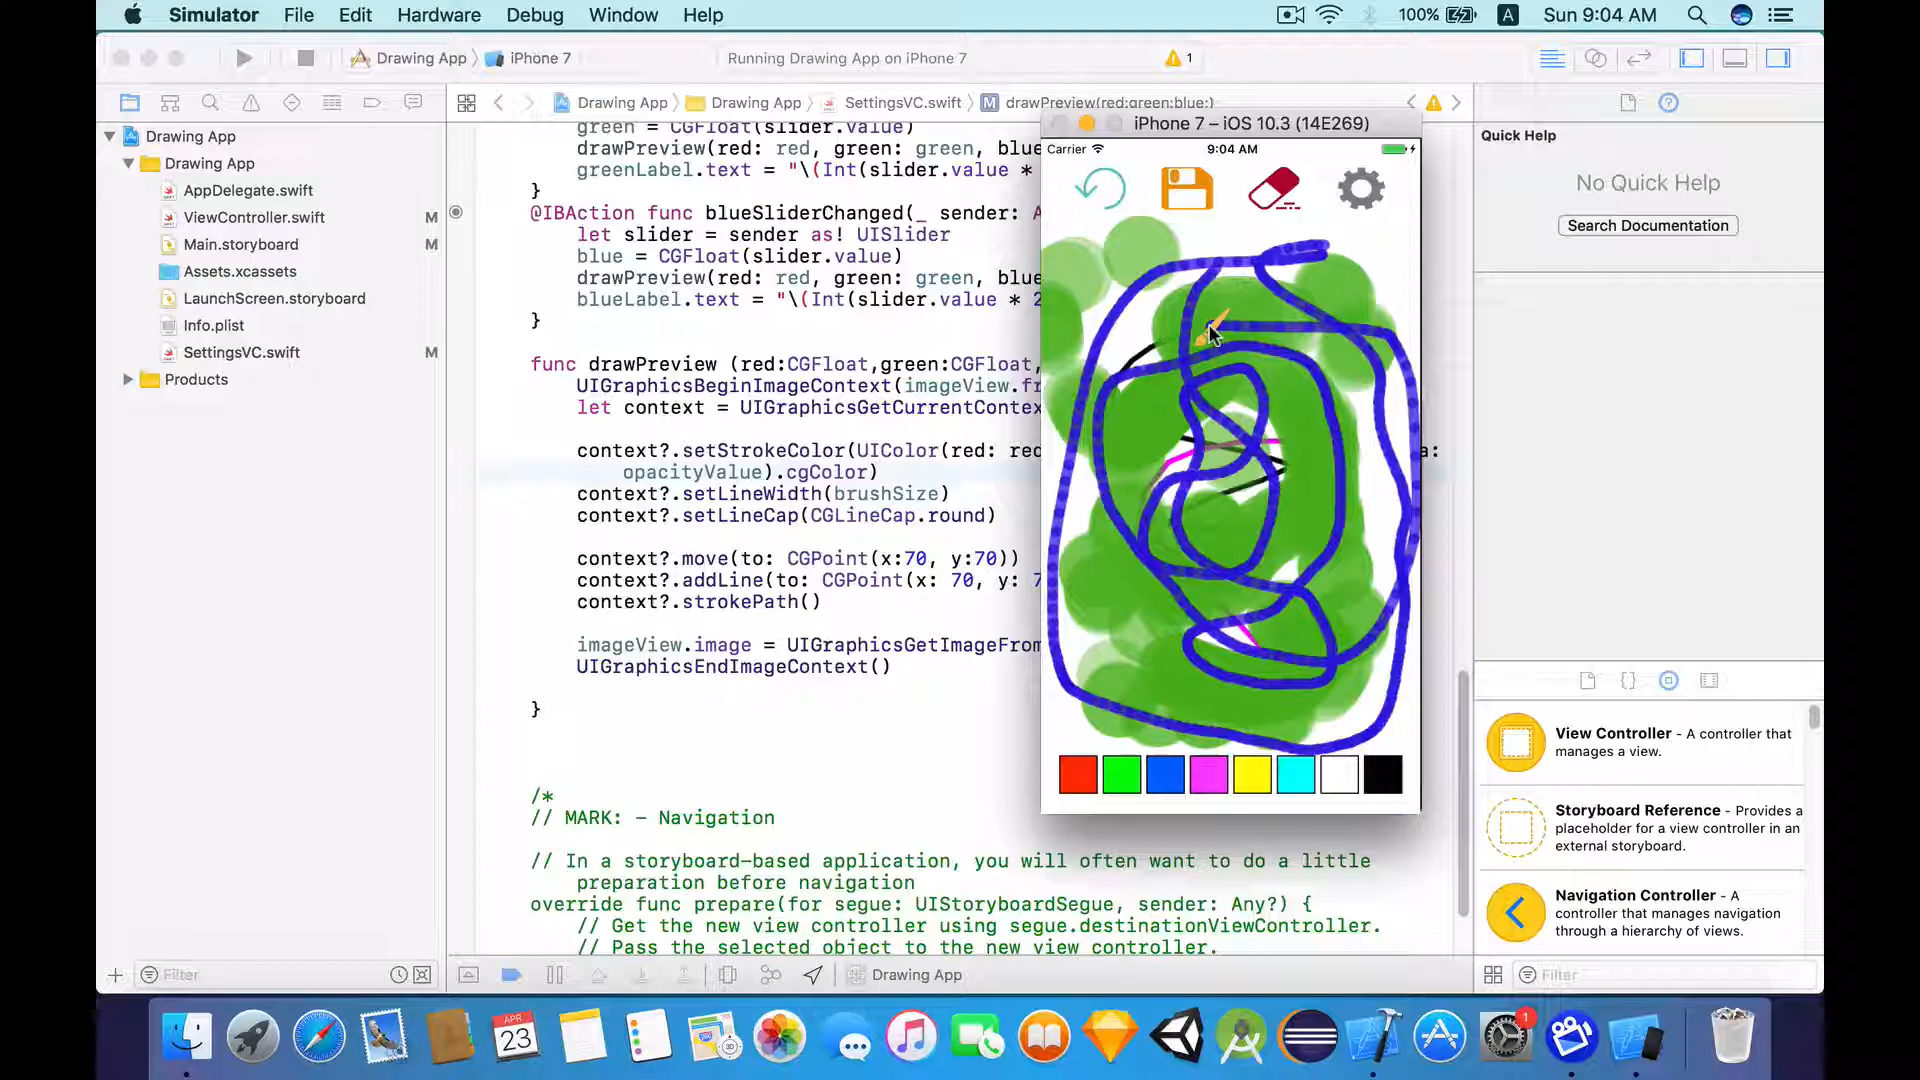 Simulator File Edit Hardware Debug Window Help
100% A Sun 9:04 AM
Drawing App iPhone 7
Running Drawing App on iPhone 7
1
Drawing App Drawing App SettingsVC.swift M drawPreview(red:green:blue:)
Drawing App
Drawing App
AppDelegate.swift
ViewController.swift M
Main.storyboard M
Assets.xcassets
LaunchScreen.storyboard
Info.plist
SettingsVC.swift M
Products
Filter
green = CGFloat(slider.value)
drawPreview(red: red, green: green, blue
greenLabel.text = "\(Int(slider.value *
}
@IBAction func blueSliderChanged(_ sender: A
let slider = sender as! UISlider
blue = CGFloat(slider.value)
drawPreview(red: red, green: green, blue
blueLabel.text = "\(Int(slider.value * 2
}
func drawPreview (red:CGFloat,green:CGFloat,
UIGraphicsBeginImageContext(imageView.fr
let context = UIGraphicsGetCurrentContex
context?.setStrokeColor(UIColor(red: red
a:
opacityValue).cgColor)
context?.setLineWidth(brushSize)
context?.setLineCap(CGLineCap.round)
context?.move(to: CGPoint(x:70, y:70))
context?.addLine(to: CGPoint(x: 70, y: 7
context?.strokePath()
imageView.image = UIGraphicsGetImageFrom
UIGraphicsEndImageContext()
}
/*
// MARK: - Navigation
// In a storyboard-based application, you will often want to do a little
preparation before navigation
override func prepare(for segue: UIStoryboardSegue, sender: Any?) {
// Get the new view controller using segue.destinationViewController.
// Pass the selected object to the new view controller.
Drawing App
iPhone 7 – iOS 10.3 (14E269)
Carrier 9:04 AM
Quick Help
No Quick Help
Search Documentation
{}
View Controller - A controller that
manages a view.
Storyboard Reference - Provides a
placeholder for a view controller in an
external storyboard.
Navigation Controller - A
controller that manages navigation
through a hierarchy of views.
Filter
APR
23
3D
1